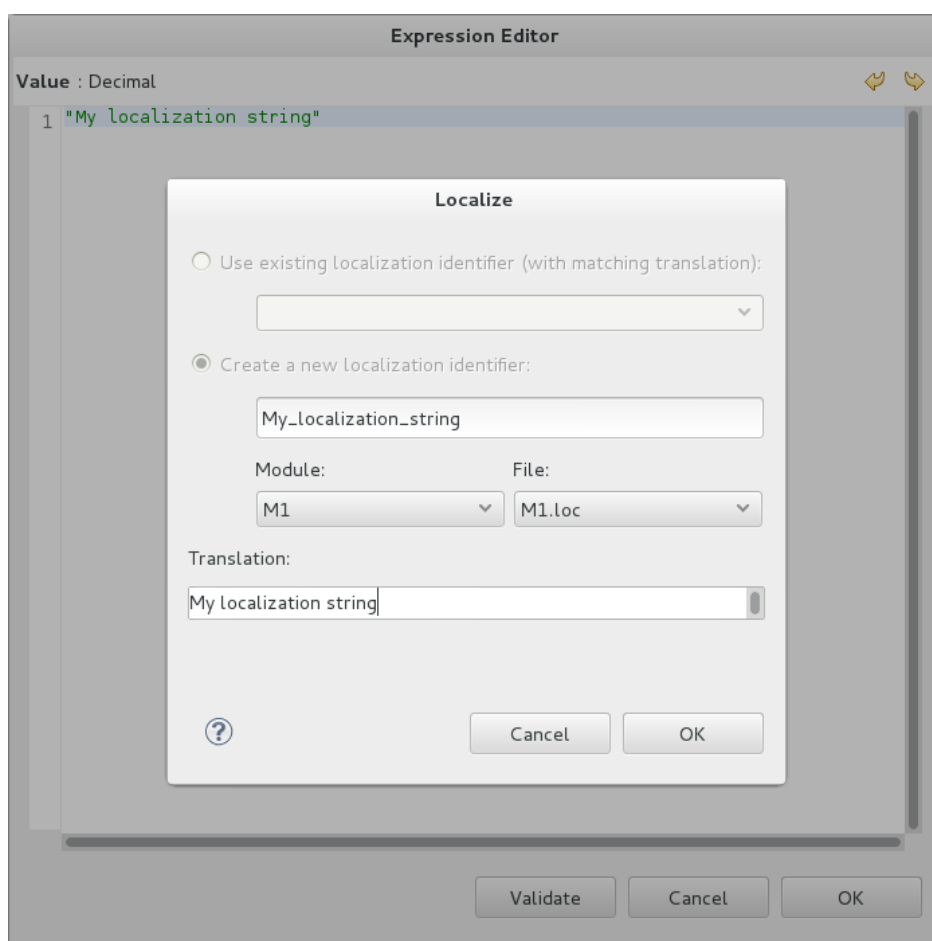 Expression Editor
Value : Decimal
1 "My localization string"
Localize
Use existing localization identifier (with matching translation):
Create a new localization identifier:
My_localization_string
Module: File:
M1 M1.loc
Translation:
My localization string
? Cancel OK
Validate Cancel OK